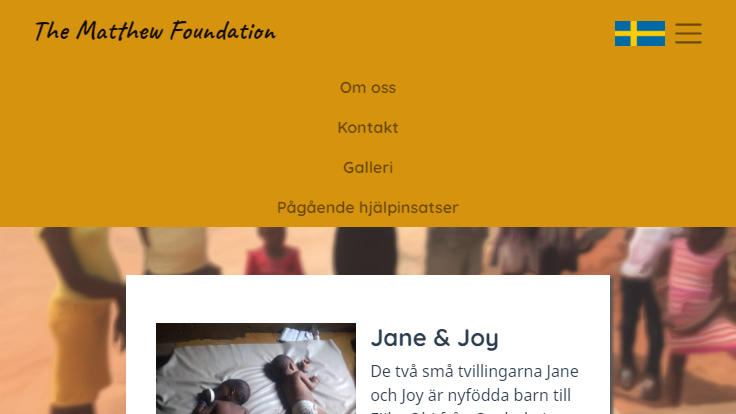 The Matthew Foundation
Om oss
Kontakt
Galleri
Pågående hjälpinsatser
Jane & Joy
De två små tvillingarna Jane
och Joy är nyfödda barn till